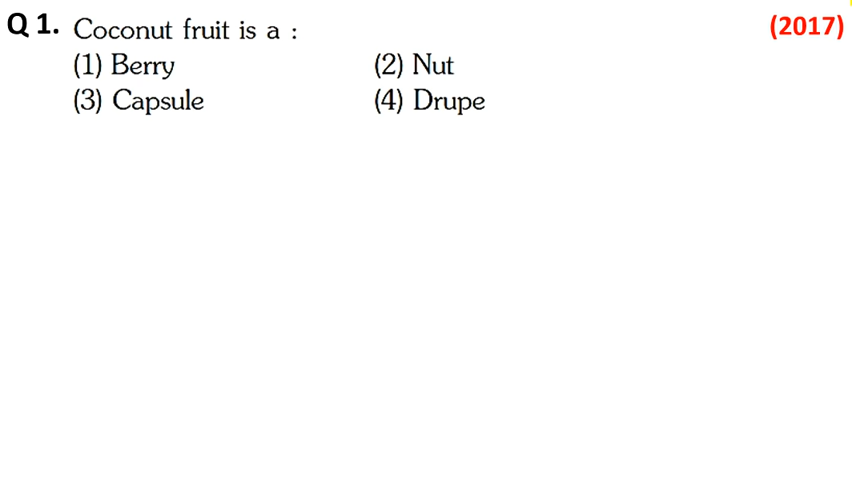 Q 1. Coconut fruit is a : (2017)
(1) Berry (2) Nut
(3) Capsule (4) Drupe